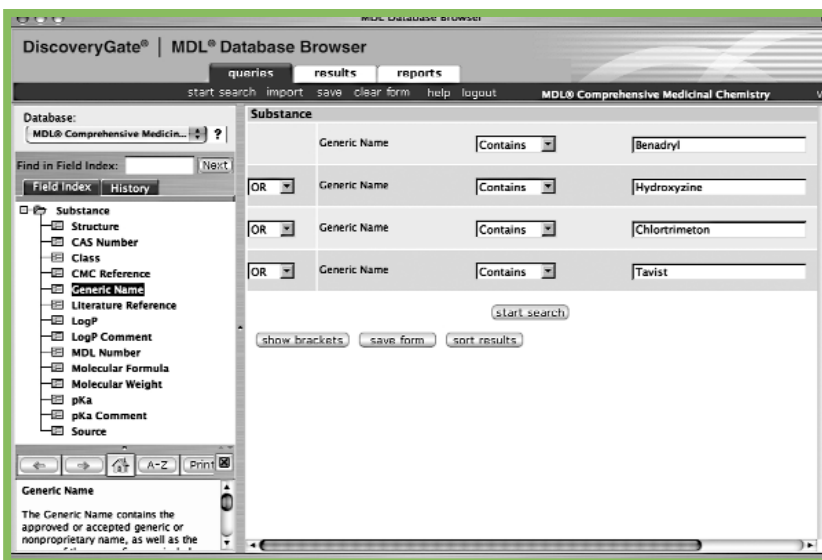 MDL Database Browser
DiscoveryGate® | MDL® Database Browser
queries results reports
start search import save clear form help logout MDL® Comprehensive Medicinal Chemistry
Database:
MDL® Comprehensive Medicin... ?
Find in Field Index: Next
Field Index History
Substance
Structure
CAS Number
Class
CMC Reference
Generic Name
Literature Reference
LogP
LogP Comment
MDL Number
Molecular Formula
Molecular Weight
pKa
pKa Comment
Source
A-Z Print
Generic Name
The Generic Name contains the
approved or accepted generic or
nonproprietary name, as well as the
Substance
Generic Name Contains Benadryl
OR Generic Name Contains Hydroxyzine
OR Generic Name Contains Chlortrimeton
OR Generic Name Contains Tavist
start search
show brackets save form sort results